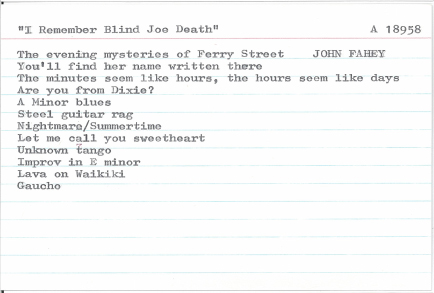 "I Remember Blind Joe Death" A 18958
The evening mysteries of Ferry Street JOHN FAHEY
You'll find her name written there
The minutes seem like hours, the hours seem like days
Are you from Dixie?
A Minor blues
Steel guitar rag
Nightmare/Summertime
Let me call you sweetheart
Unknown tango
Improv in E minor
Lava on Waikiki
Gaucho